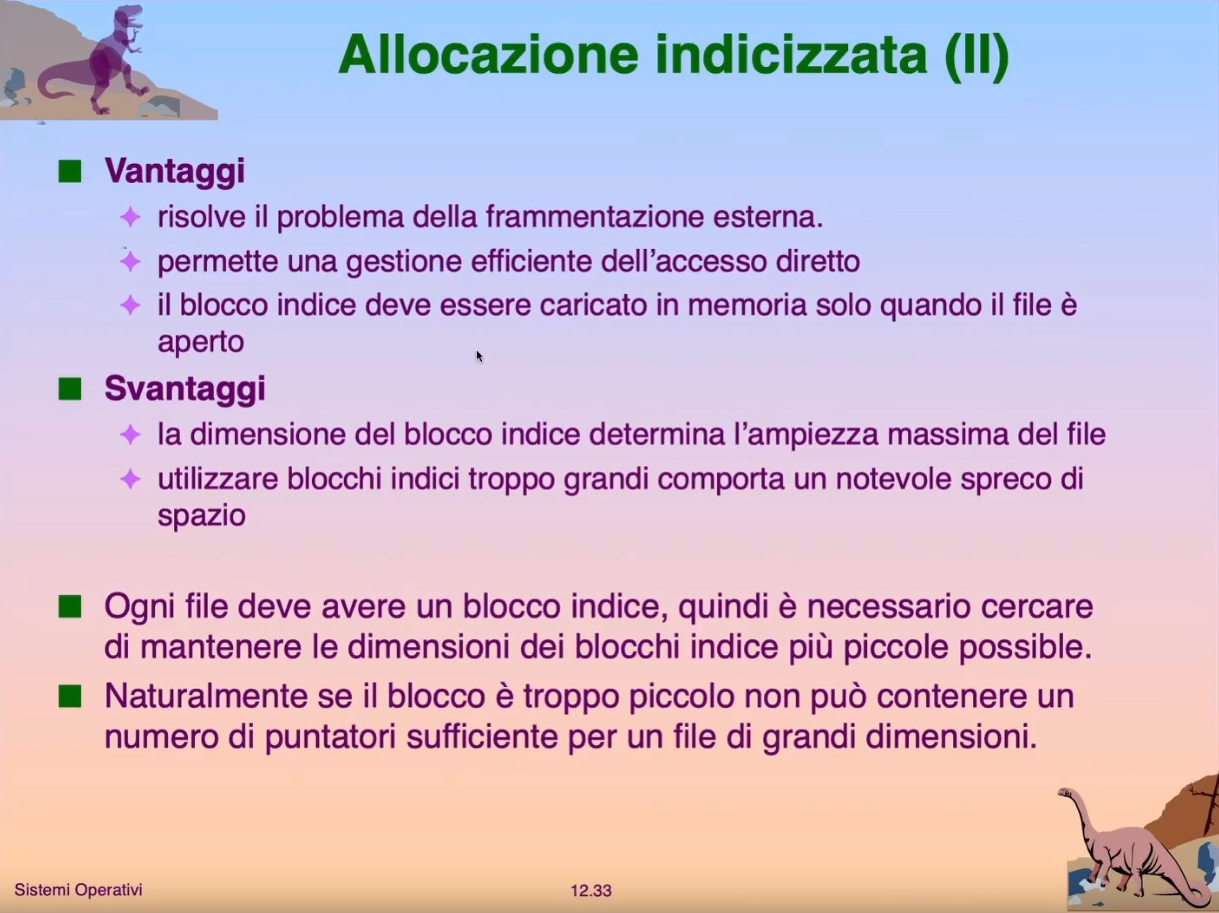 Allocazione indicizzata (II)
Vantaggi
risolve il problema della frammentazione esterna.
permette una gestione efficiente dell'accesso diretto
il blocco indice deve essere caricato in memoria solo quando il file è
aperto
Svantaggi
la dimensione del blocco indice determina l'ampiezza massima del file
utilizzare blocchi indici troppo grandi comporta un notevole spreco di
spazio
Ogni file deve avere un blocco indice, quindi è necessario cercare
di mantenere le dimensioni dei blocchi indice più piccole possibile.
Naturalmente se il blocco è troppo piccolo non può contenere un
numero di puntatori sufficiente per un file di grandi dimensioni.
Sistemi Operativi
12.33